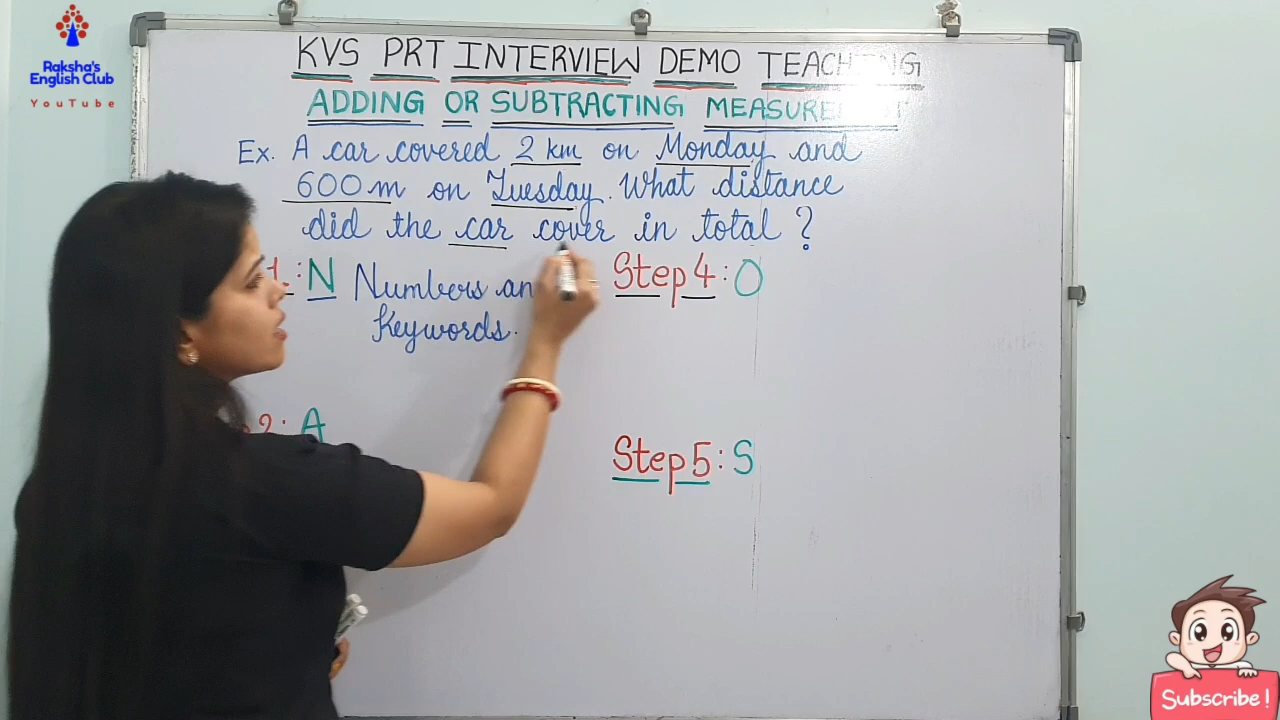 Raksha's
English Club
YouTube
KVS PRT INTERVIEW DEMO TEACHING
ADDING OR SUBTRACTING
Ex. A car covered 2 km on Monday and
600 m on Tuesday. What distance
did the car cover in total ?
1.: N Numbers an
Keywords.
Step 4: O
2: A
Step 5: S
Subscribe!